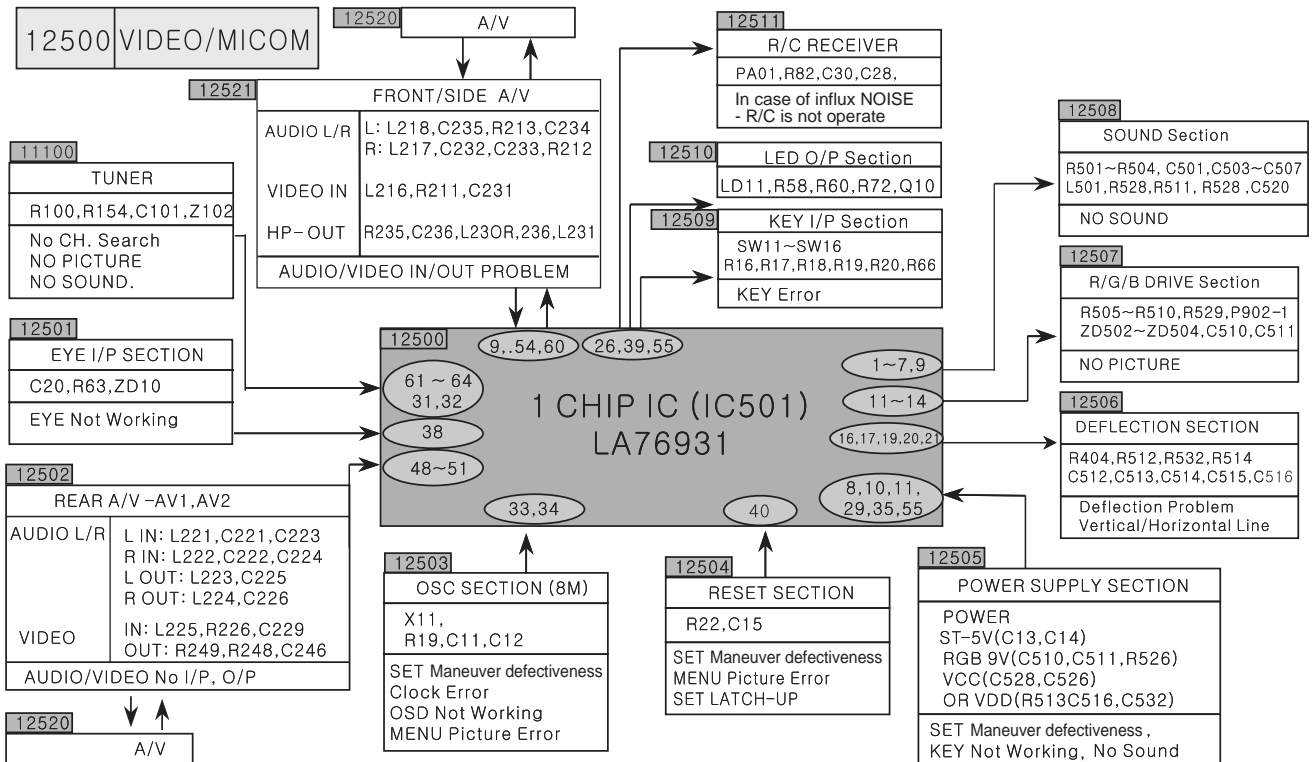 12500 VIDEO/MICOM
12520
A/V
12521
FRONT/SIDE A/V
AUDIO L/R
L: L218,C235,R213,C234
R: L217,C232,C233,R212
VIDEO IN
L216,R211,C231
HP-OUT
R235,C236,L23OR,236,L231
AUDIO/VIDEO IN/OUT PROBLEM
11100
TUNER
R100,R154,C101,Z102
No CH. Search
NO PICTURE
NO SOUND.
12501
EYE I/P SECTION
C20,R63,ZD10
EYE Not Working
12502
REAR A/V -AV1,AV2
AUDIO L/R
L IN: L221,C221,C223
R IN: L222,C222,C224
L OUT: L223,C225
R OUT: L224,C226
VIDEO
IN: L225,R226,C229
OUT: R249,R248,C246
AUDIO/VIDEO No I/P, O/P
12520
A/V
12511
R/C RECEIVER
PA01,R82,C30,C28,
In case of influx NOISE
- R/C is not operate
12510
LED O/P Section
LD11,R58,R60,R72,Q10
12509
KEY I/P Section
SW11~SW16
R16,R17,R18,R19,R20,R66
KEY Error
12500
9,.54,60
26,39,55
61 ~ 64
31,32
38
48~51
33,34
40
1 CHIP IC (IC501)
LA76931
1~7,9
11~14
16,17,19,20,21
8,10,11,
29,35,55
12503
OSC SECTION (8M)
X11,
R19,C11,C12
SET Maneuver defectiveness
Clock Error
OSD Not Working
MENU Picture Error
12504
RESET SECTION
R22,C15
SET Maneuver defectiveness
MENU Picture Error
SET LATCH-UP
12508
SOUND Section
R501~R504, C501,C503~C507
L501,R528,R511, R528 ,C520
NO SOUND
12507
R/G/B DRIVE Section
R505~R510,R529,P902-1
ZD502~ZD504,C510,C511
NO PICTURE
12506
DEFLECTION SECTION
R404,R512,R532,R514
C512,C513,C514,C515,C516
Deflection Problem
Vertical/Horizontal Line
12505
POWER SUPPLY SECTION
POWER
ST-5V(C13,C14)
RGB 9V(C510,C511,R526)
VCC(C528,C526)
OR VDD(R513C516,C532)
SET Maneuver defectiveness ,
KEY Not Working, No Sound